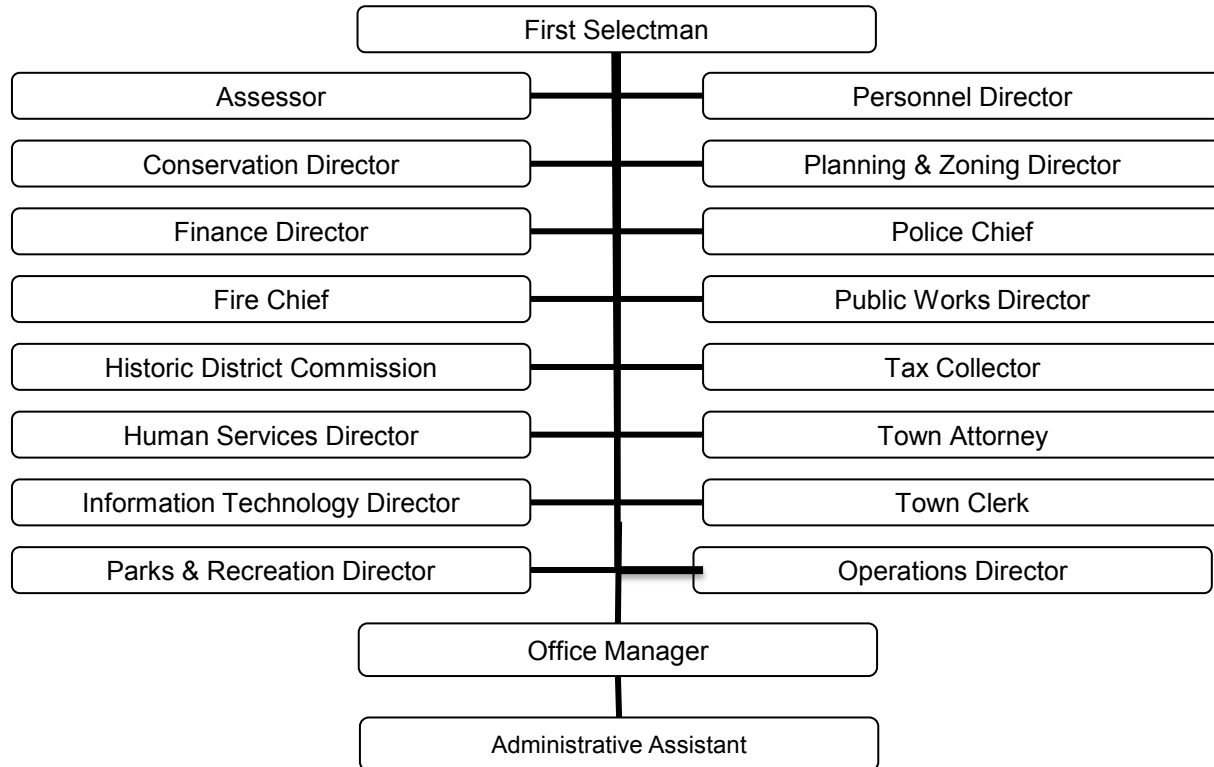 First Selectman
Assessor
Personnel Director
Conservation Director
Planning & Zoning Director
Finance Director
Police Chief
Fire Chief
Public Works Director
Historic District Commission
Tax Collector
Human Services Director
Town Attorney
Information Technology Director
Town Clerk
Parks & Recreation Director
Operations Director
Office Manager
Administrative Assistant